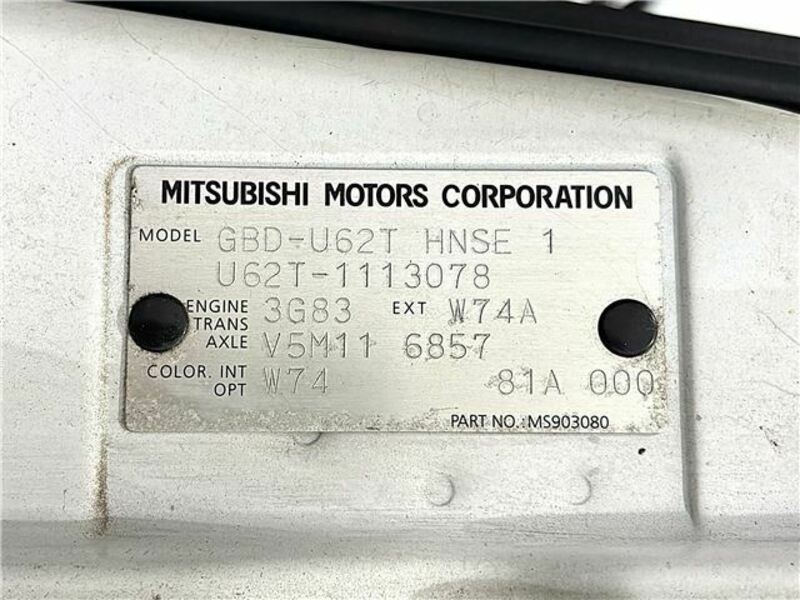 MITSUBISHI MOTORS CORPORATION
MODEL GBD-U62T HNSE 1
U62T-1113078
ENGINE 3G83 EXT W74A
TRANS
AXLE V5M11 6857
COLOR. INT W74 81A 000
OPT
PART NO.:MS903080